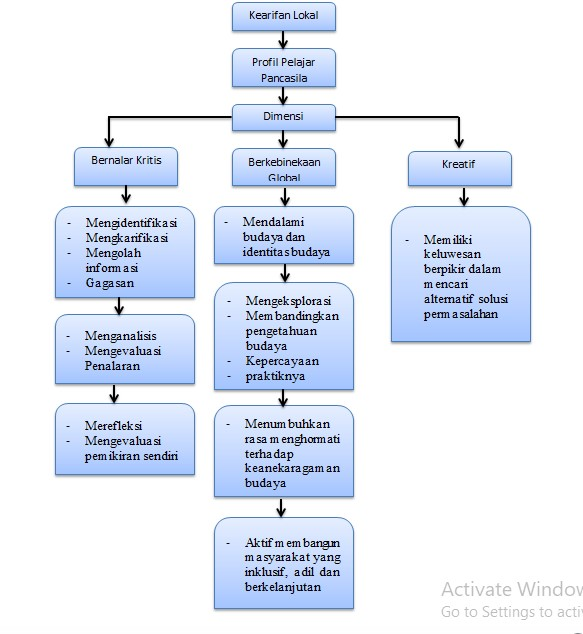 Kearifan Lokal
Profil Pelajar
Pancasila
Dimensi
Bernalar Kritis
- Mengidentifikasi
- Mengkarifikasi
- Mengolah
informasi
- Gagasan
- Menganalisis
- Mengevaluasi
Penalaran
- Merefleksi
- Mengevaluasi
pemikiran sendiri
Berkebinekaan
Global
- Mendalami
budaya dan
identitas budaya
- Mengeksplorasi
- Membandingkan
pengetahuan
budaya
- Kepercayaan
- praktiknya
- Menumbuhkan
rasa menghormati
terhadap
keanekaragaman
budaya
- Aktif membangun
masyarakat yang
inklusif, adil dan
berkelanjutan
Kreatif
- Memiliki
keluwesan
berpikir dalam
mencari
alternatif solusi
permasalahan
Activate Window
Go to Settings to activ